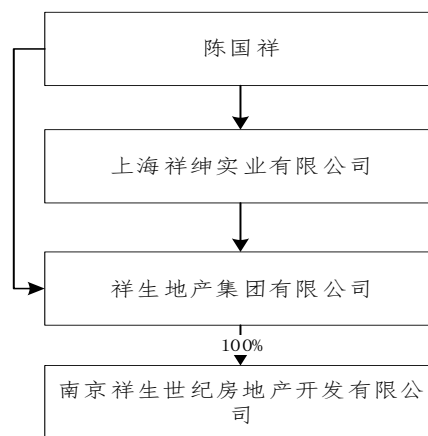 陈国祥
上海祥绅实业有限公司
祥生地产集团有限公司
100%
南京祥生世纪房地产开发有限公
司